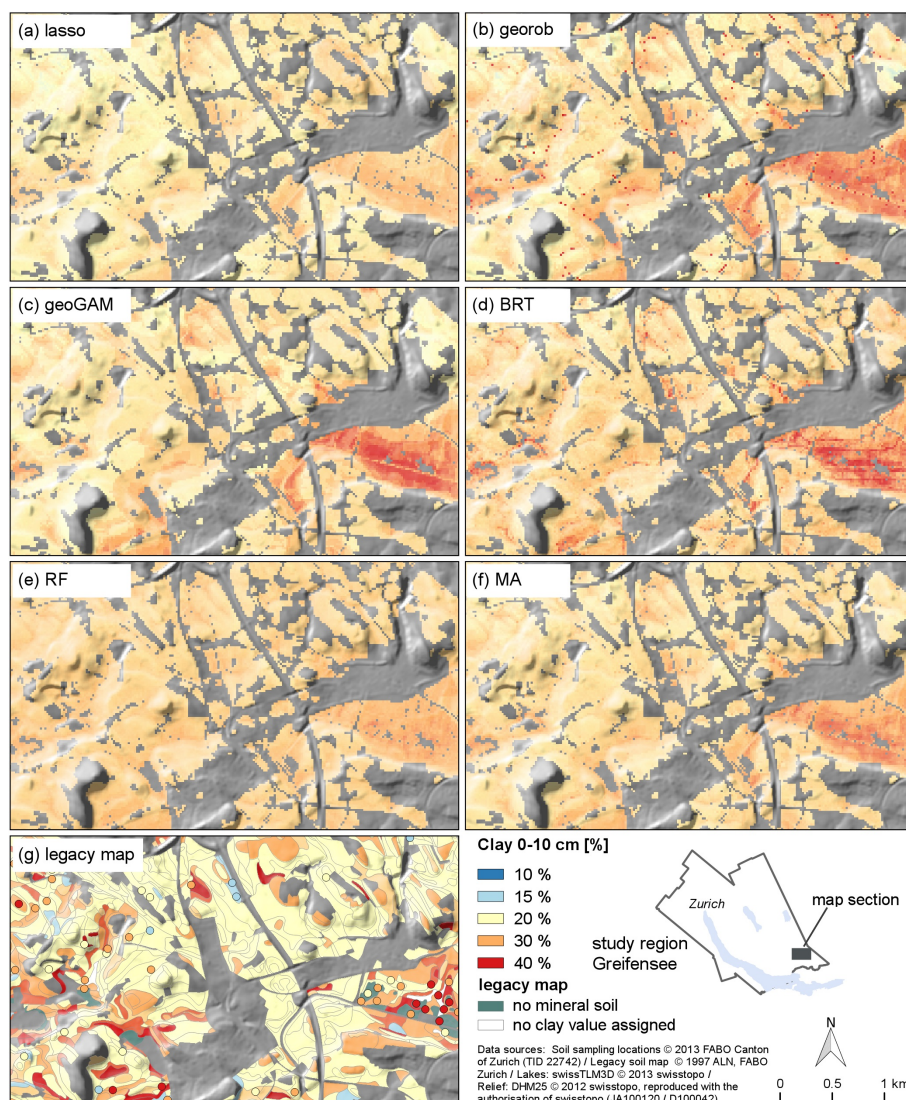 (a) lasso
(b) georob
(c) geoGAM
(d) BRT
(e) RF
(f) MA
(g) legacy map
Clay 0-10 cm [%]
10 %
15 %
20 %
30 %
40 %
legacy map
no mineral soil
no clay value assigned
Zurich
map section
study region
Greifensee
Data sources: Soil sampling locations © 2013 FABO Canton
of Zurich (TID 22742) / Legacy soil map © 1997 ALN, FABO
Zurich / Lakes: swissTLM3D © 2013 swisstopo /
Relief: DHM25 © 2012 swisstopo, reproduced with the
authorisation of swisstopo (JA100120 / D100042)
N
0 0.5 1 km